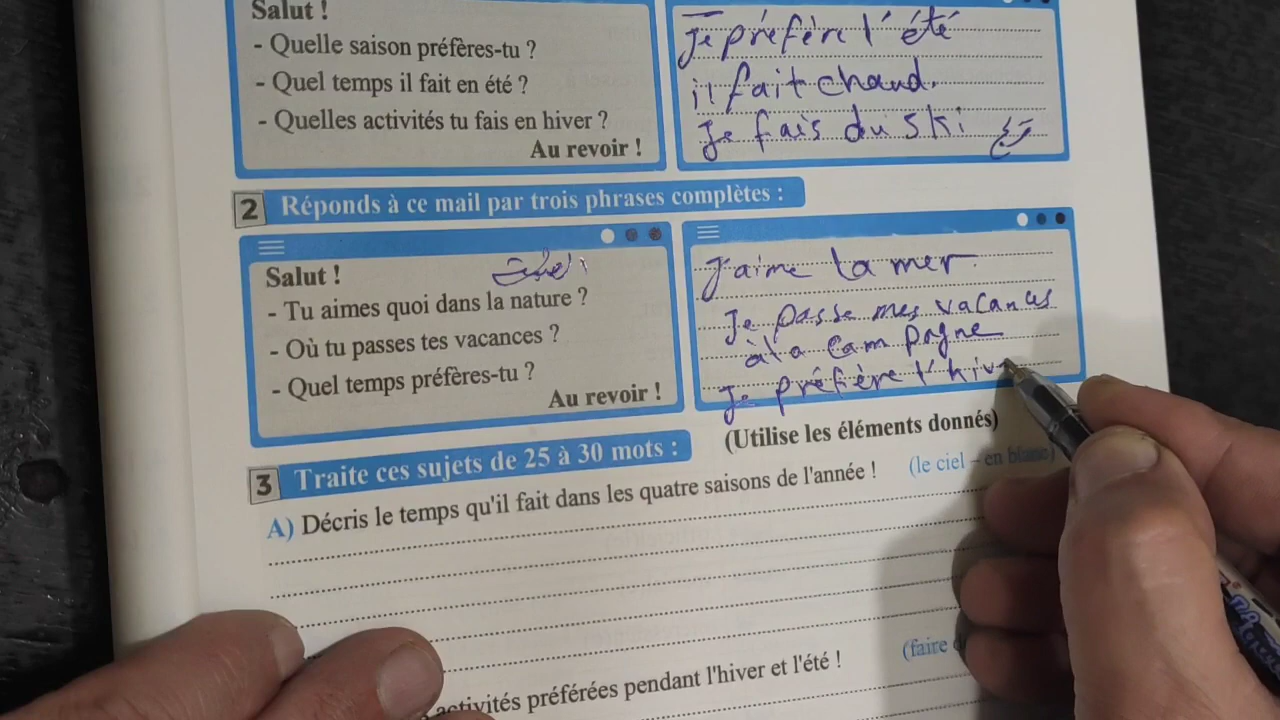 Salut !
- Quelle saison préfères-tu ?
- Quel temps il fait en été ?
- Quelles activités tu fais en hiver ?
Au revoir !
Je préfère l'été
il fait chaud.
Je fais du ski
2 Réponds à ce mail par trois phrases complètes :
Salut !
- Tu aimes quoi dans la nature ?
- Où tu passes tes vacances ?
- Quel temps préfères-tu ?
Au revoir !
J'aime la mer.
Je passe mes vacances
à la campagne
Je préfère l'hiv
3 Traite ces sujets de 25 à 30 mots :
(Utilise les éléments donnés)
A) Décris le temps qu'il fait dans les quatre saisons de l'année !
(le ciel - en blanc)
activités préférées pendant l'hiver et l'été !
(faire